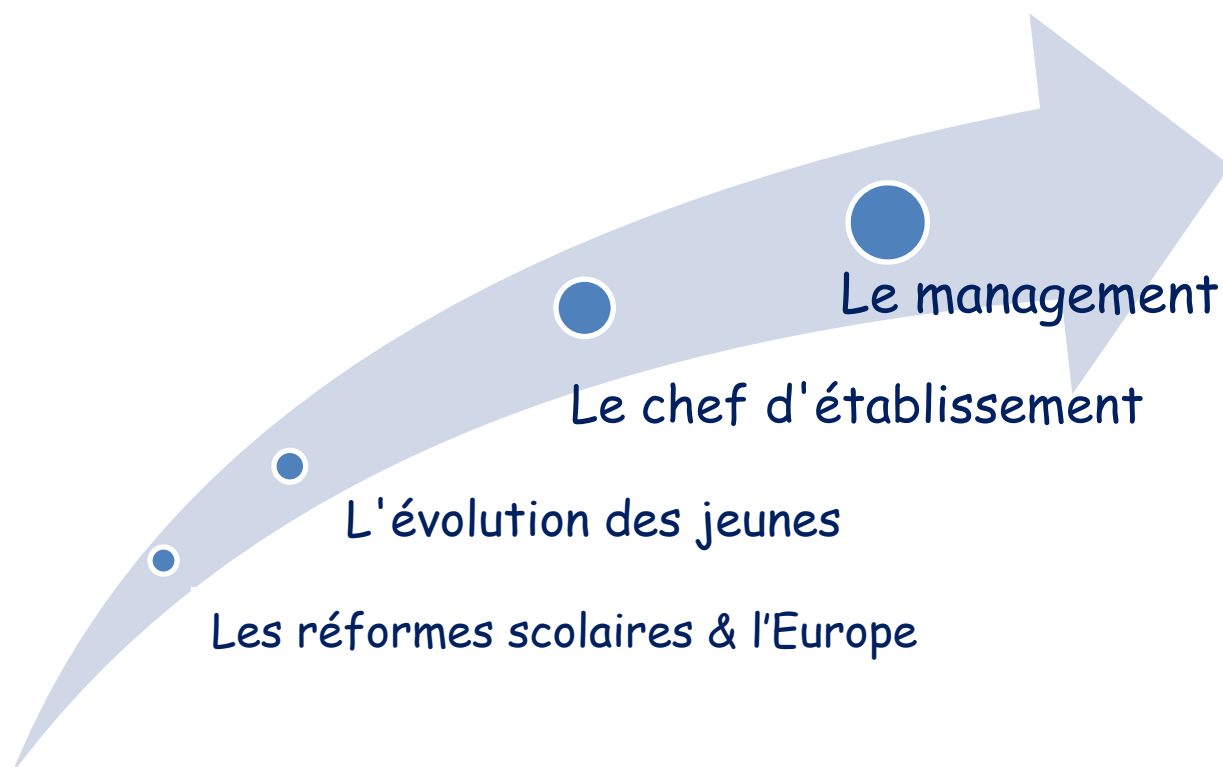 Le management
Le chef d'établissement
L'évolution des jeunes
Les réformes scolaires & l’Europe